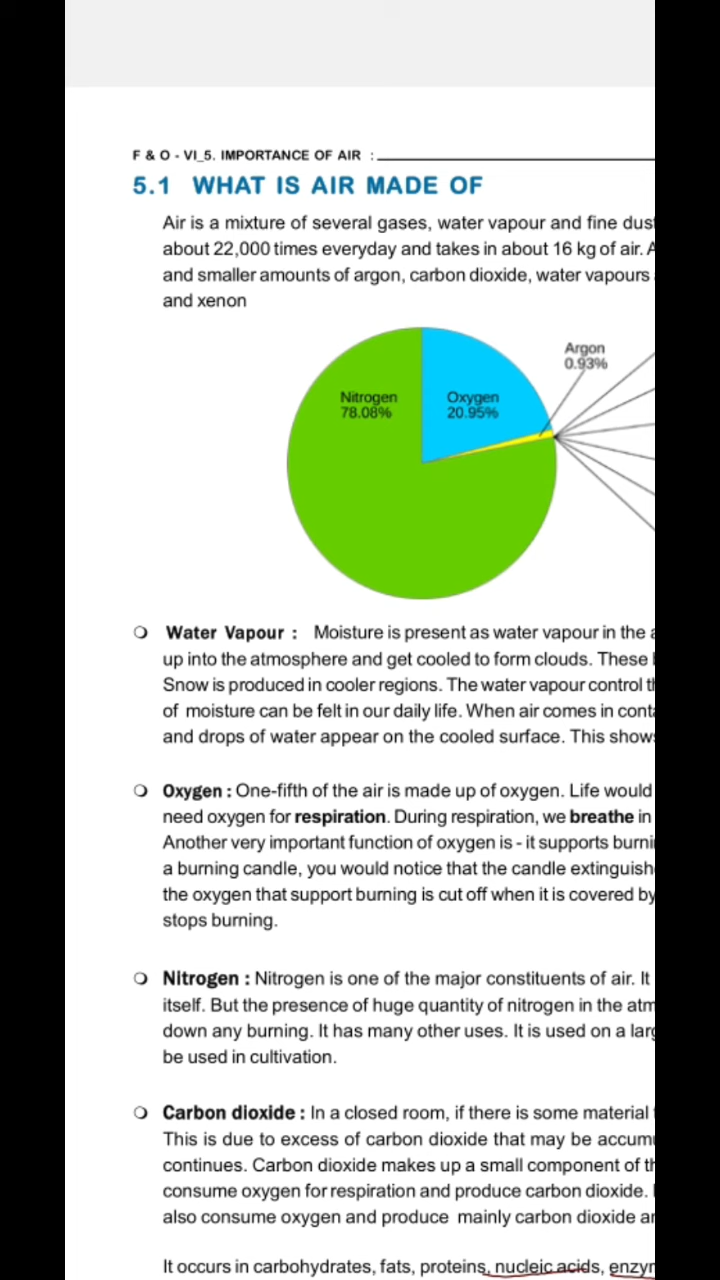 F & O - VI_5. IMPORTANCE OF AIR :
5.1 WHAT IS AIR MADE OF
Air is a mixture of several gases, water vapour and fine dust
about 22,000 times everyday and takes in about 16 kg of air. A
and smaller amounts of argon, carbon dioxide, water vapours
and xenon
Argon
0.93%
Nitrogen
78.08%
Oxygen
20.95%
Water Vapour : Moisture is present as water vapour in the a
up into the atmosphere and get cooled to form clouds. These
Snow is produced in cooler regions. The water vapour control th
of moisture can be felt in our daily life. When air comes in conta
and drops of water appear on the cooled surface. This shows
Oxygen : One-fifth of the air is made up of oxygen. Life would
need oxygen for respiration. During respiration, we breathe in
Another very important function of oxygen is - it supports burni
a burning candle, you would notice that the candle extinguish
the oxygen that support burning is cut off when it is covered by
stops burning.
Nitrogen : Nitrogen is one of the major constituents of air. It
itself. But the presence of huge quantity of nitrogen in the atm
down any burning. It has many other uses. It is used on a larg
be used in cultivation.
Carbon dioxide : In a closed room, if there is some material
This is due to excess of carbon dioxide that may be accumu
continues. Carbon dioxide makes up a small component of th
consume oxygen for respiration and produce carbon dioxide.
also consume oxygen and produce mainly carbon dioxide an
It occurs in carbohydrates, fats, proteins, nucleic acids, enzym